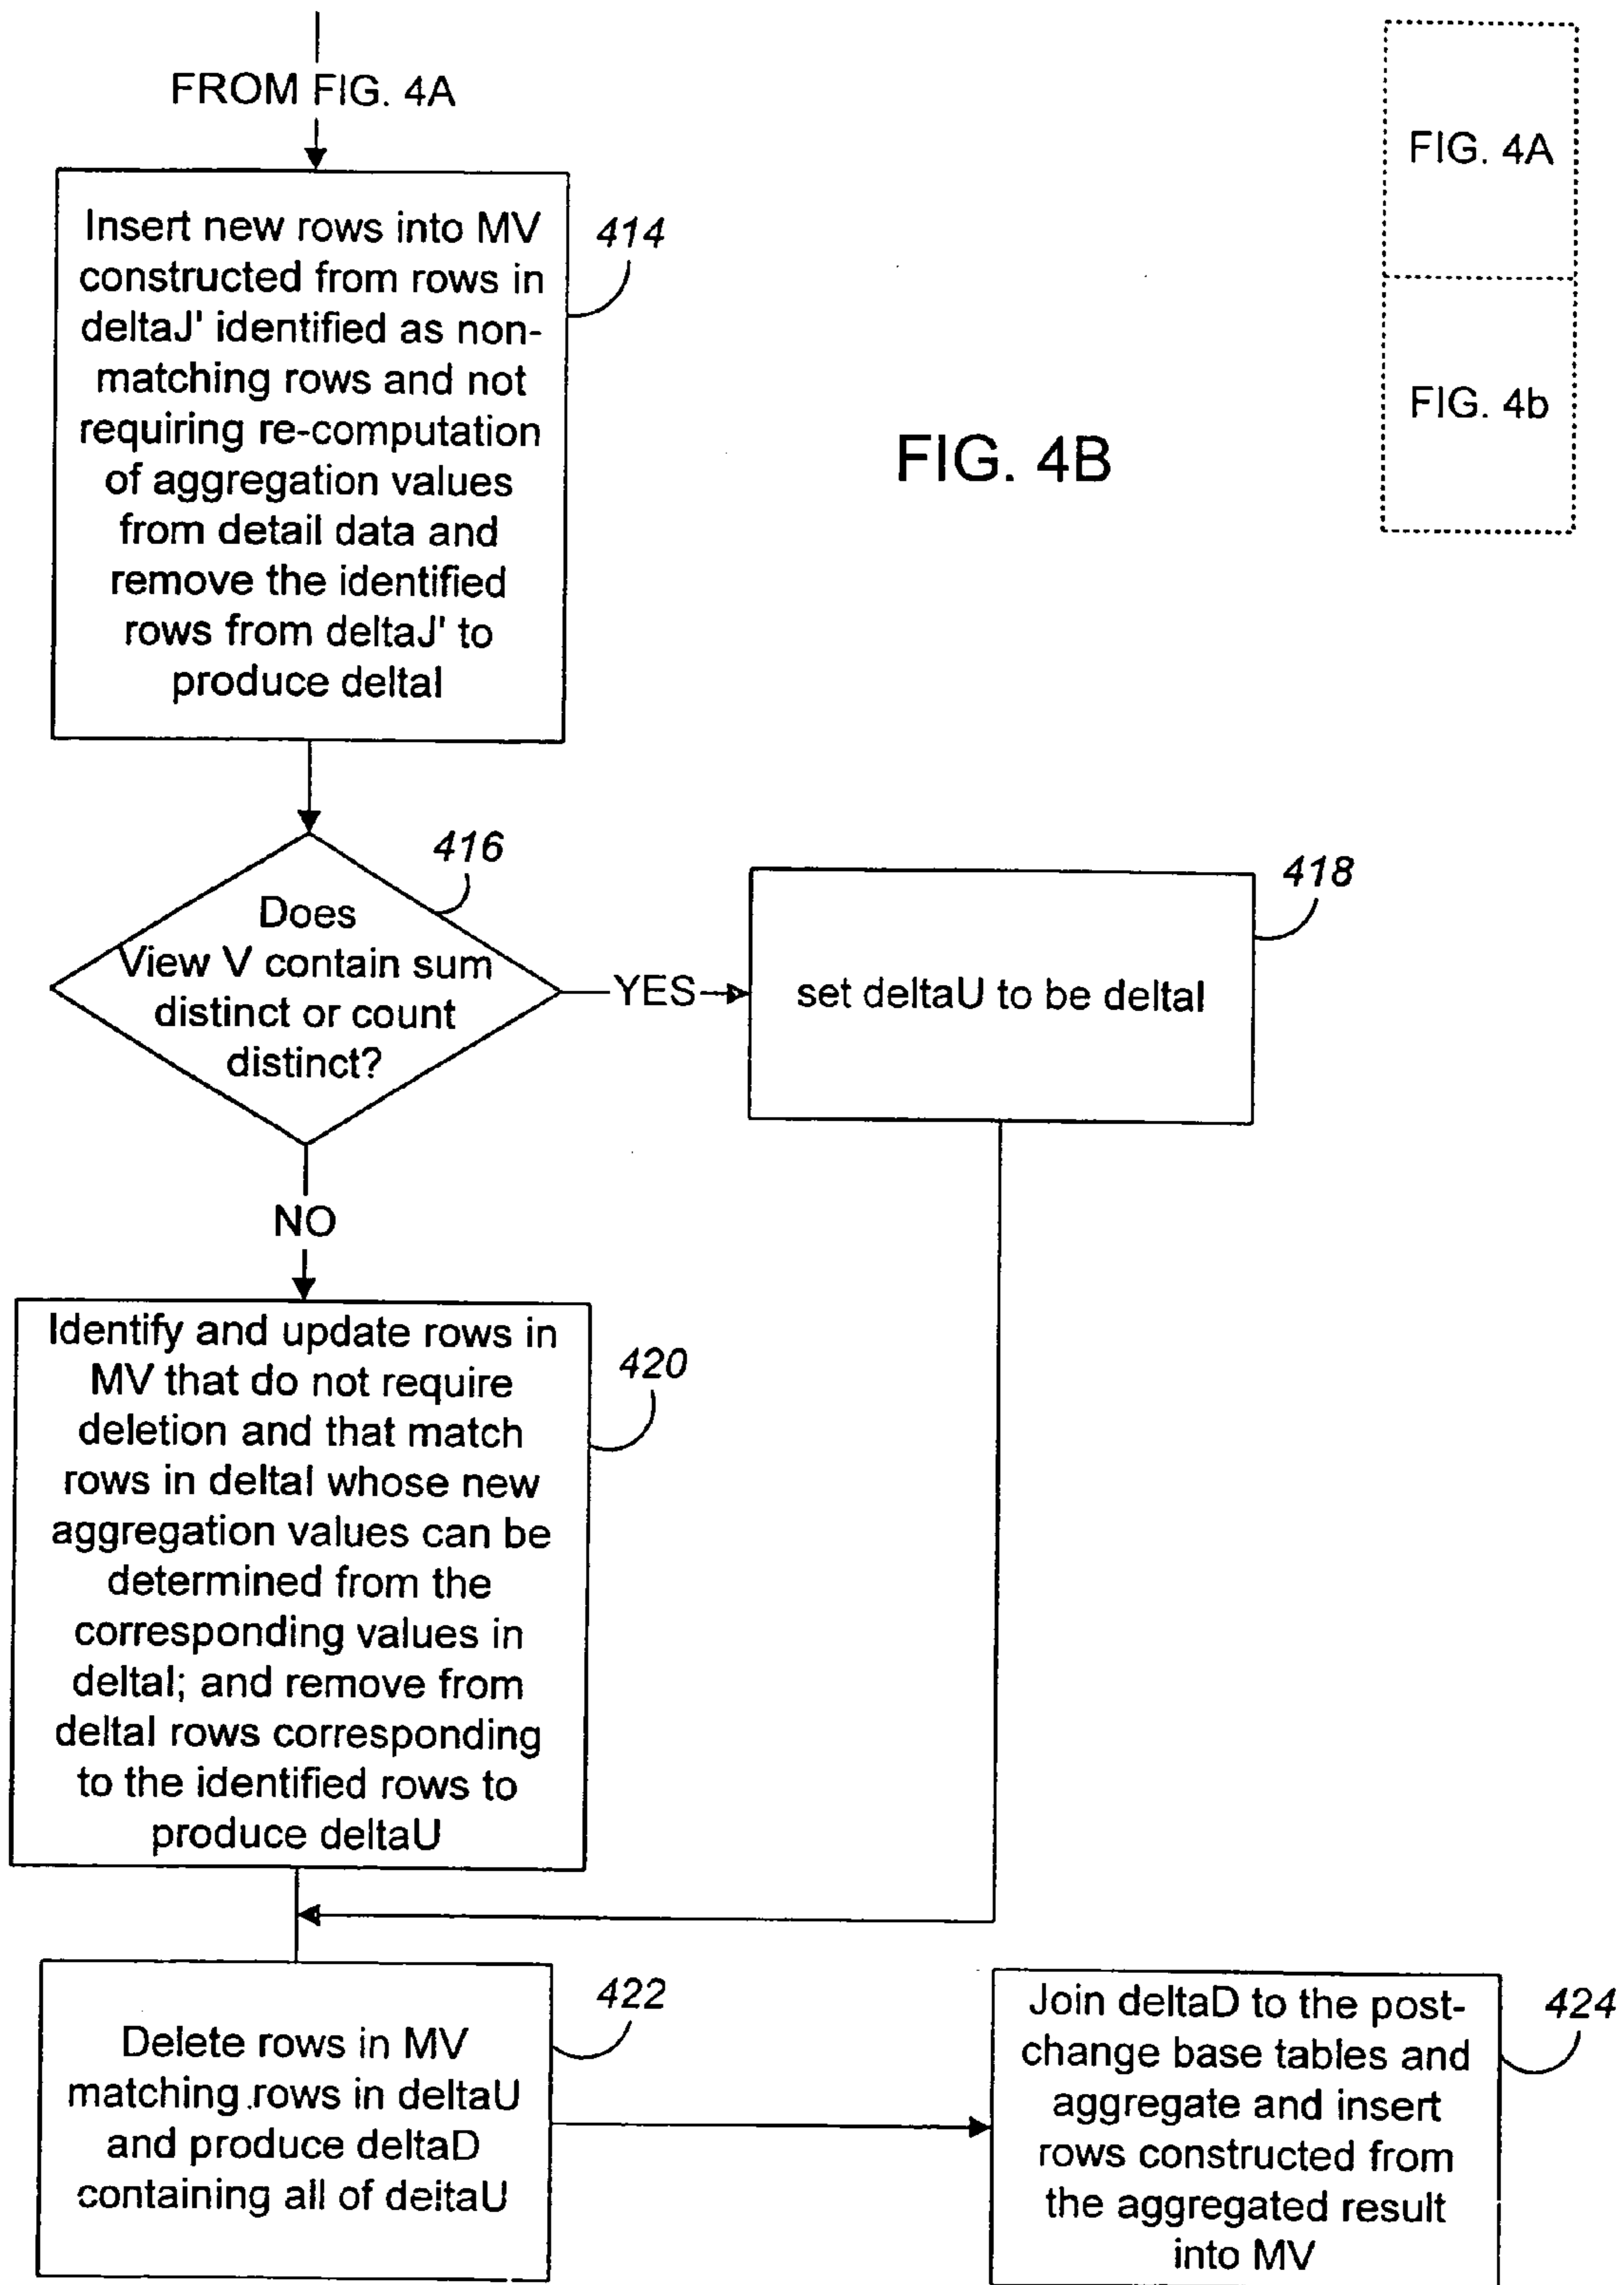 FROM FIG. 4A
FIG. 4A
FIG. 4b
FIG. 4B
Insert new rows into MV
constructed from rows in
deltaJ' identified as non-
matching rows and not
requiring re-computation
of aggregation values
from detail data and
remove the identified
rows from deltaJ' to
produce deltaI
414
Does
View V contain sum
distinct or count
distinct?
416
YES
set deltaU to be deltaI
418
NO
Identify and update rows in
MV that do not require
deletion and that match
rows in deltaI whose new
aggregation values can be
determined from the
corresponding values in
deltaI; and remove from
deltaI rows corresponding
to the identified rows to
produce deltaU
420
Delete rows in MV
matching rows in deltaU
and produce deltaD
containing all of deltaU
422
Join deltaD to the post-
change base tables and
aggregate and insert
rows constructed from
the aggregated result
into MV
424